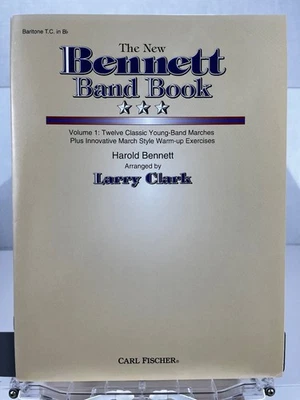 Baritone T.C. in B♭
The New
Bennett
Band Book
Volume 1: Twelve Classic Young-Band Marches
Plus Innovative March Style Warm-up Exercises
Harold Bennett
Arranged by
Larry Clark
CARL FISCHER®